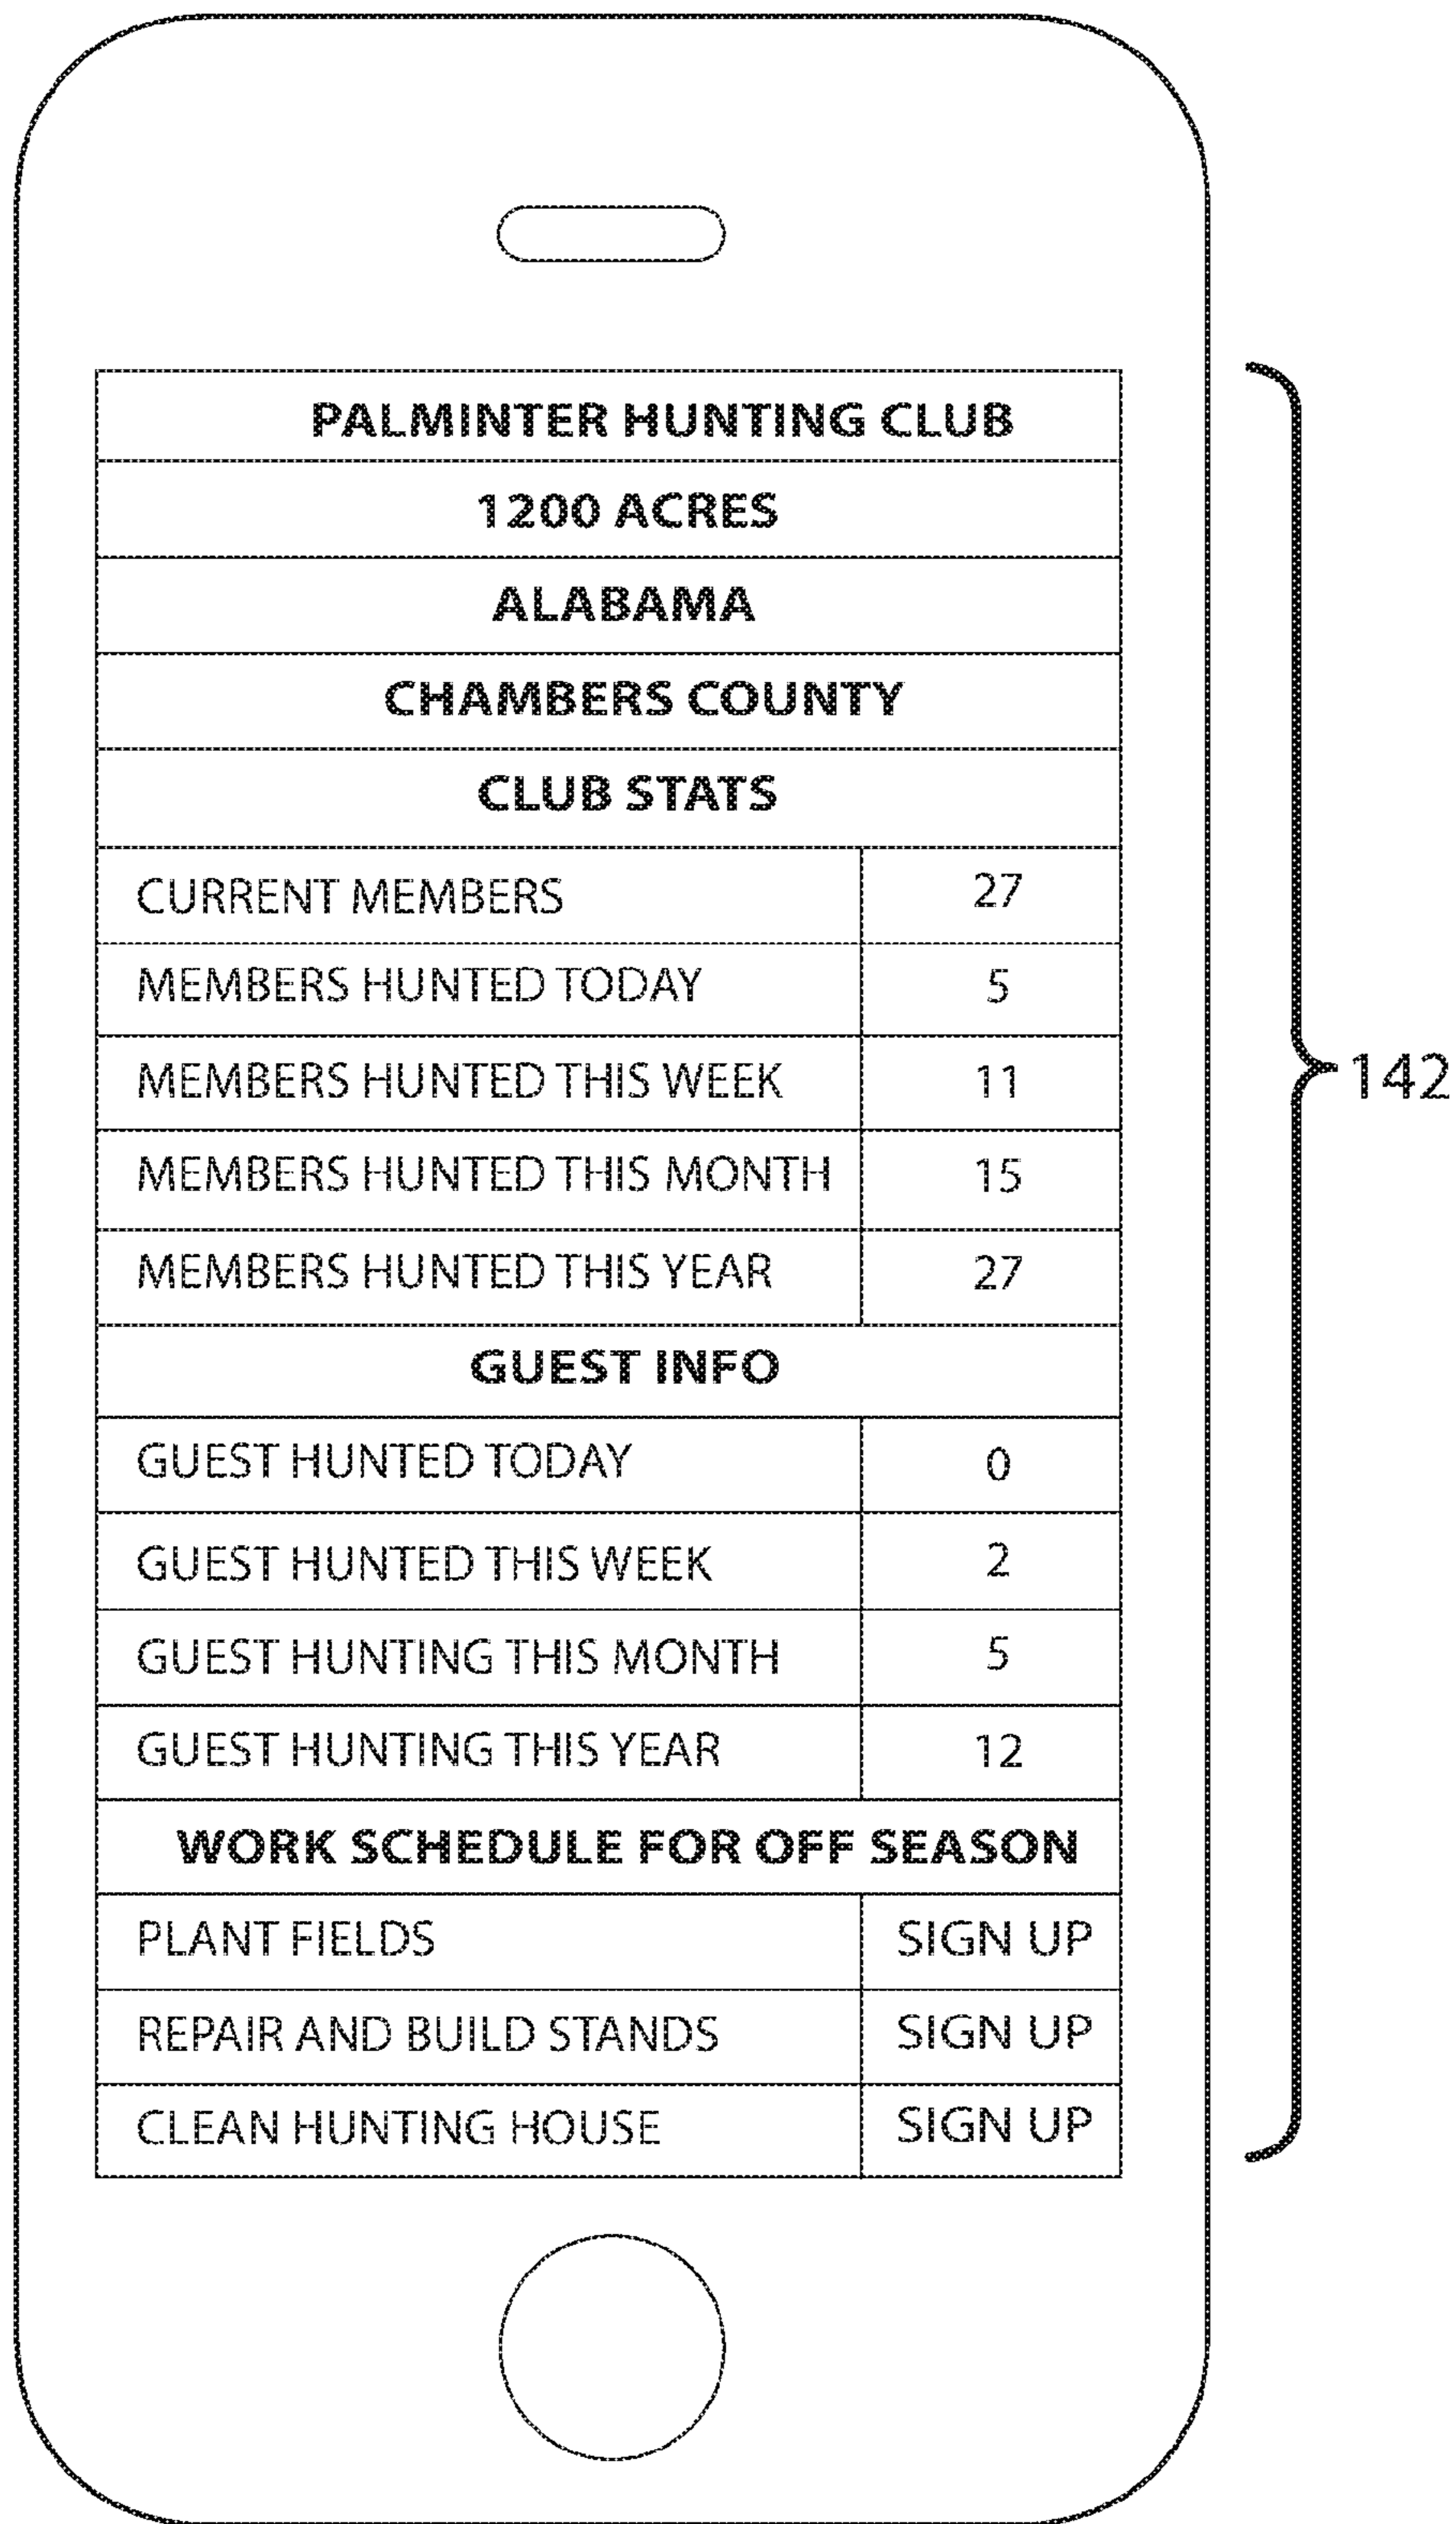 PALMINTER HUNTING CLUB
1200 ACRES
ALABAMA
CHAMBERS COUNTY
CLUB STATS
CURRENT MEMBERS 27
MEMBERS HUNTED TODAY 5
MEMBERS HUNTED THIS WEEK 11
142
MEMBERS HUNTED THIS MONTH 15
MEMBERS HUNTED THIS YEAR 27
GUEST INFO
GUEST HUNTED TODAY 0
GUEST HUNTED THIS WEEK 2
GUEST HUNTING THIS MONTH 5
GUEST HUNTING THIS YEAR 12
WORK SCHEDULE FOR OFF SEASON
PLANT FIELDS SIGN UP
REPAIR AND BUILD STANDS SIGN UP
CLEAN HUNTING HOUSE SIGN UP